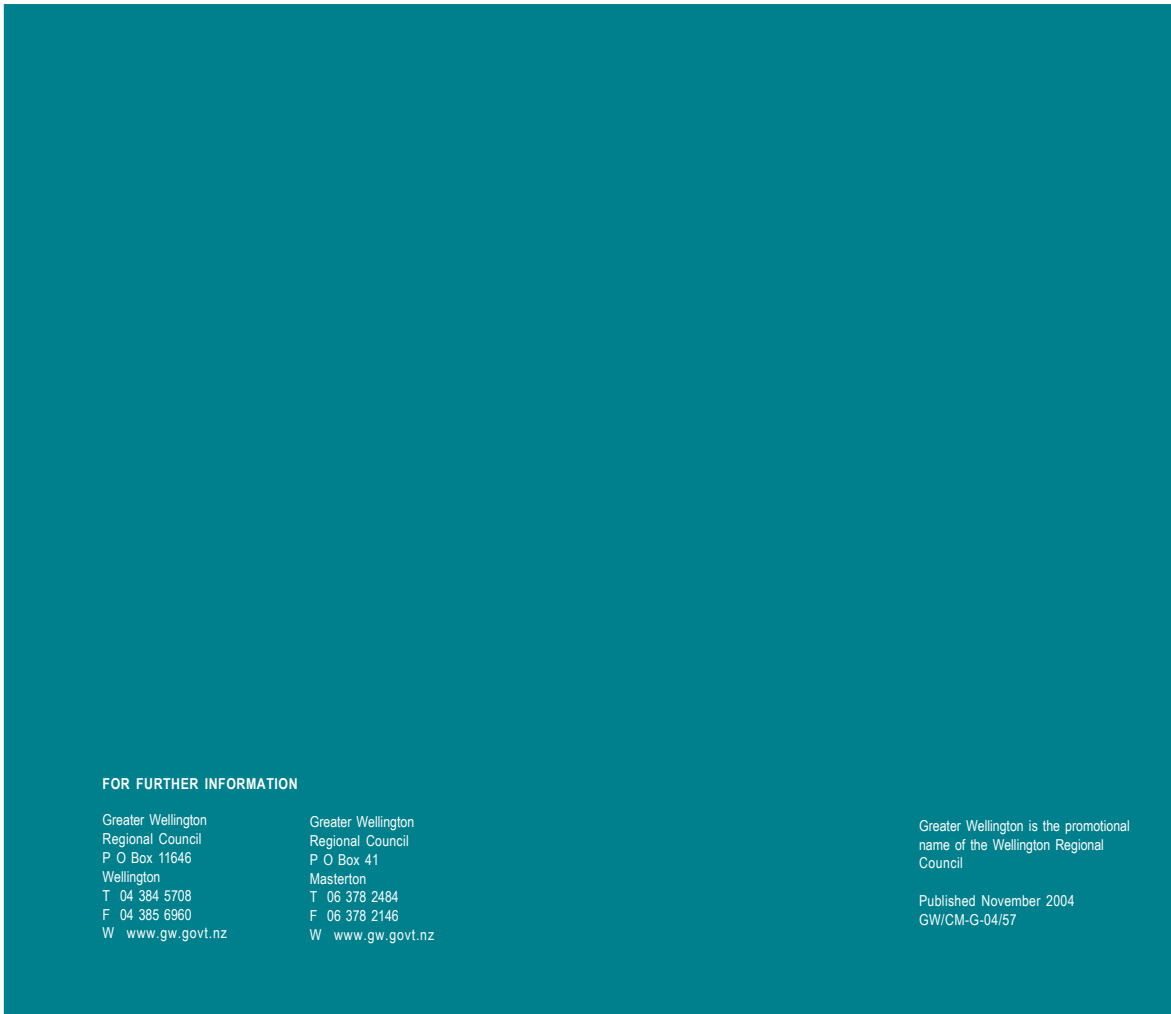 FOR FURTHER INFORMATION
Greater Wellington
Regional Council
P O Box 11646
Wellington
T 04 384 5708
F 04 385 6960
W www.gw.govt.nz
Greater Wellington
Regional Council
P O Box 41
Masterton
T 06 378 2484
F 06 378 2146
W www.gw.govt.nz
Greater Wellington is the promotional
name of the Wellington Regional
Council
Published November 2004
GW/CM-G-04/57